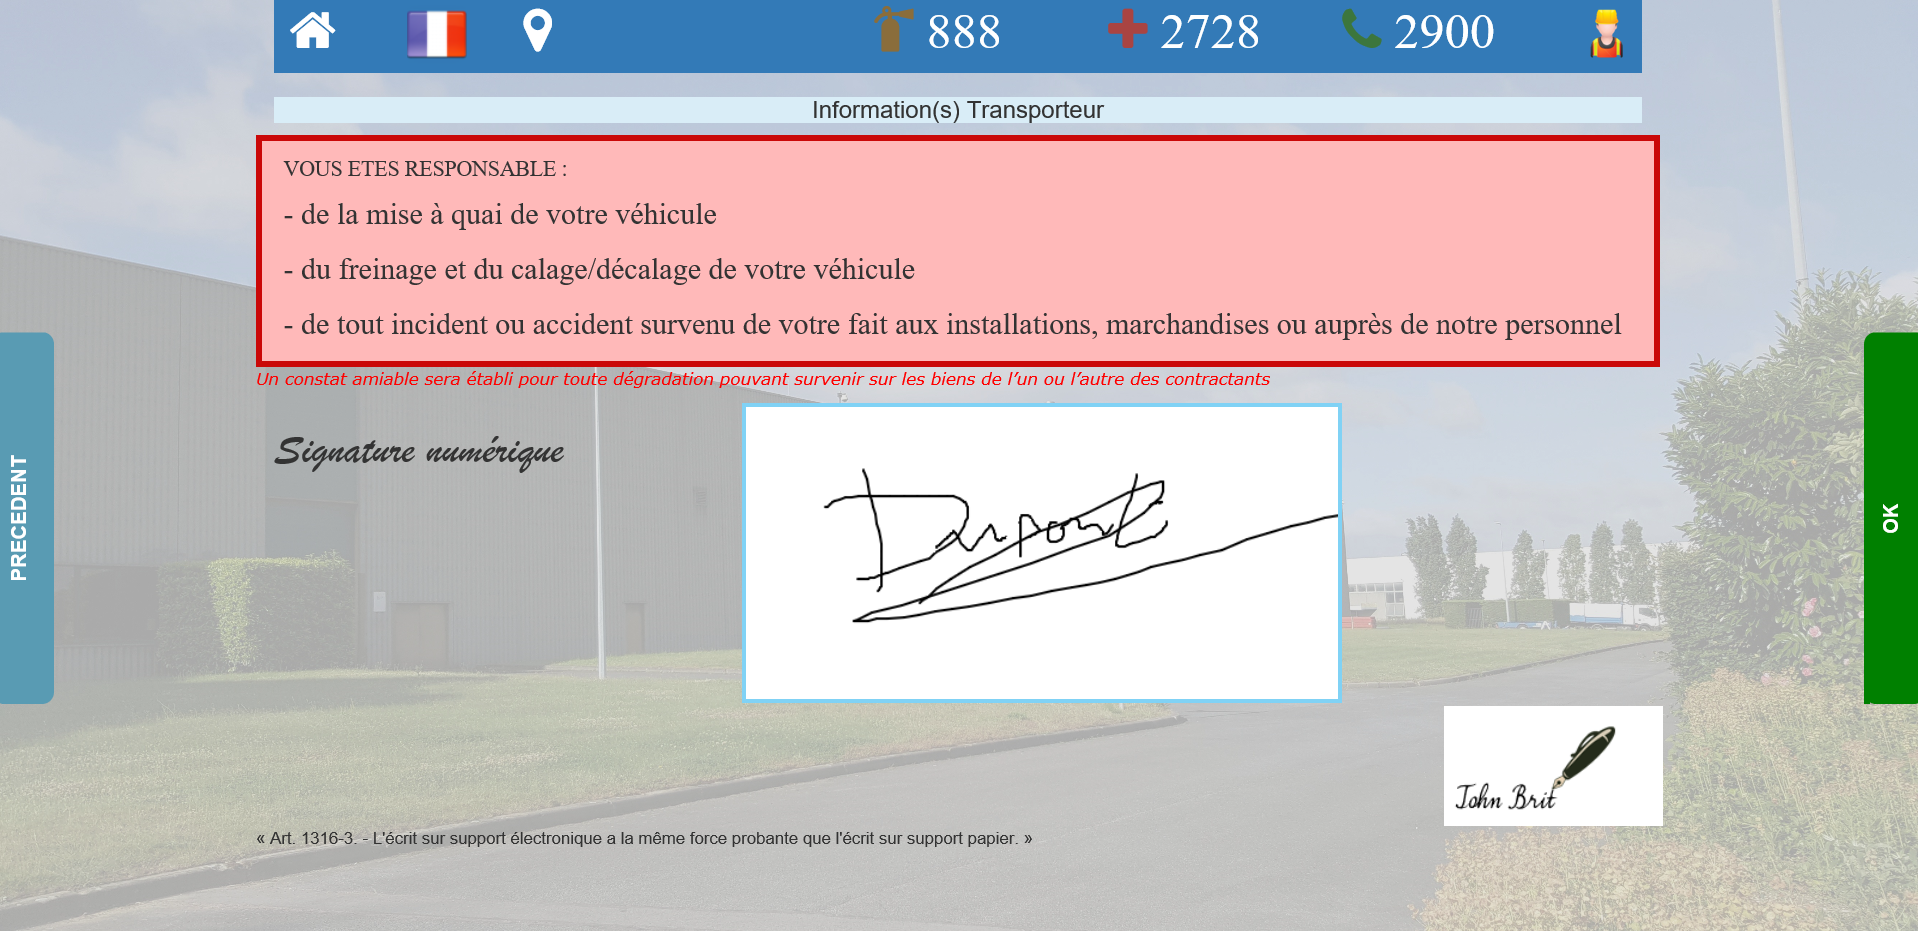 888 2728 2900
Information(s) Transporteur
VOUS ETES RESPONSABLE :
- de la mise à quai de votre véhicule
- du freinage et du calage/décalage de votre véhicule
- de tout incident ou accident survenu de votre fait aux installations, marchandises ou auprès de notre personnel
Un constat amiable sera établi pour toute dégradation pouvant survenir sur les biens de l’un ou l’autre des contractants
Signature numérique
Dupont
PRECEDENT
OK
John Brit
« Art. 1316-3. - L'écrit sur support électronique a la même force probante que l'écrit sur support papier. »